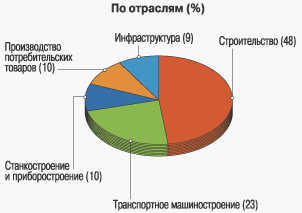 По отраслям (%)
Инфраструктура (9)
Строительство (48)
Производство
потребительских
товаров (10)
Станкостроение
и приборостроение (10)
Транспортное машиностроение (23)